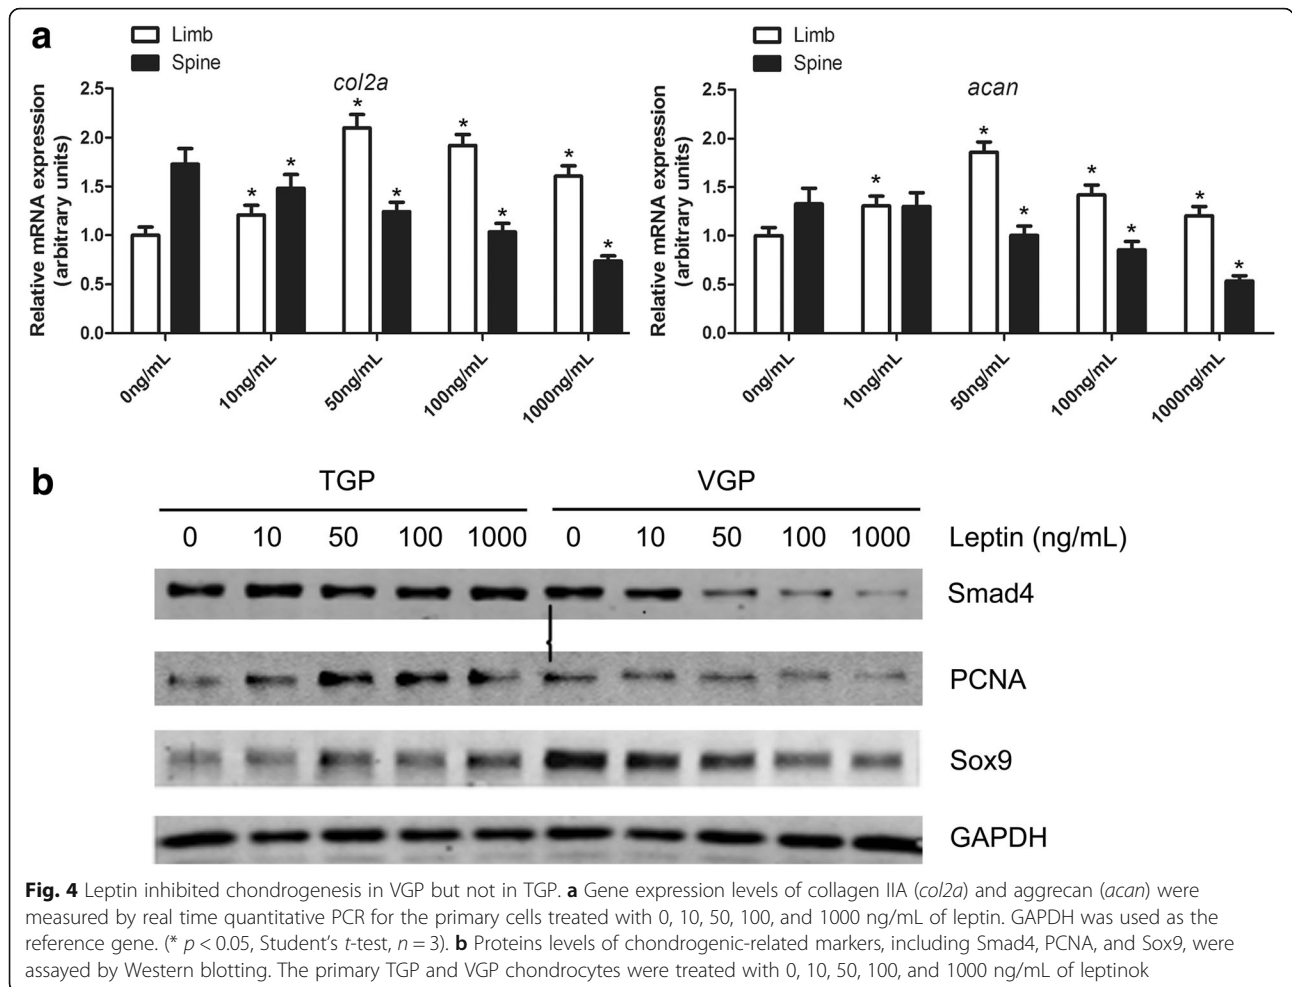 a
Limb
Spine
col2a
Relative mRNA expression
(arbitrary units)
2.5
2.0
1.5
1.0
0.5
0.0
* * * * * * * *
0ng/mL
10ng/mL
50ng/mL
100ng/mL
1000ng/mL
Limb
Spine
acan
Relative mRNA expression
(arbitrary units)
2.5
2.0
1.5
1.0
0.5
0.0
* * * * * * *
0ng/mL
10ng/mL
50ng/mL
100ng/mL
1000ng/mL
b
TGP VGP
0 10 50 100 1000 0 10 50 100 1000 Leptin (ng/mL)
Smad4
PCNA
Sox9
GAPDH
Fig. 4 Leptin inhibited chondrogenesis in VGP but not in TGP. a Gene expression levels of collagen IIA (col2a) and aggrecan (acan) were
measured by real time quantitative PCR for the primary cells treated with 0, 10, 50, 100, and 1000 ng/mL of leptin. GAPDH was used as the
reference gene. (* p < 0.05, Student's t-test, n = 3). b Proteins levels of chondrogenic-related markers, including Smad4, PCNA, and Sox9, were
assayed by Western blotting. The primary TGP and VGP chondrocytes were treated with 0, 10, 50, 100, and 1000 ng/mL of leptinok